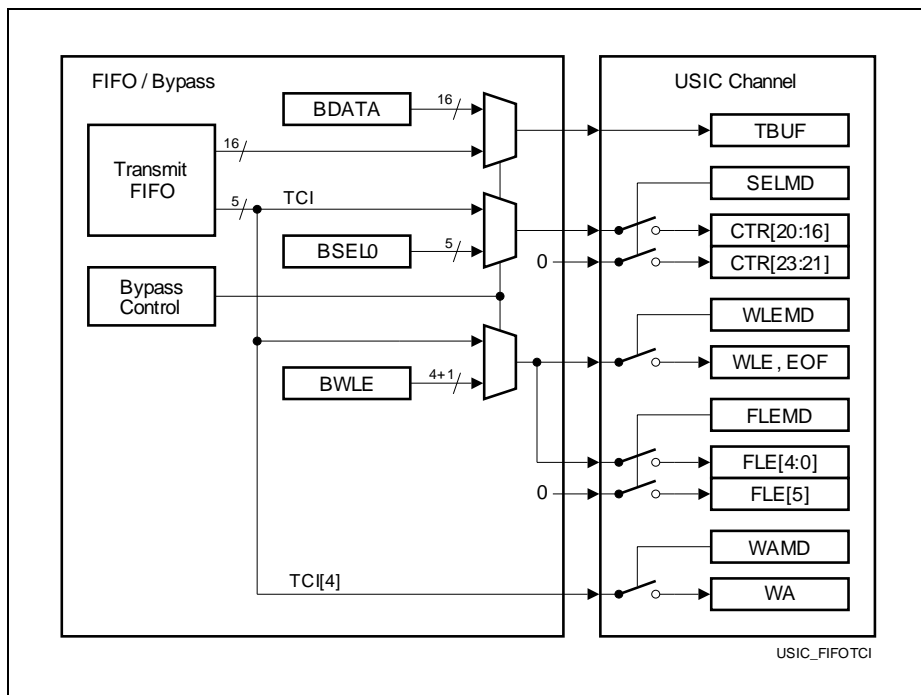 FIFO / Bypass
USIC Channel
BDATA
16
TBUF
16
Transmit
FIFO
SELMD
5
TCI
CTR[20:16]
BSEL0
5
0
CTR[23:21]
Bypass
Control
WLEMD
WLE , EOF
BWLE
4+1
FLEMD
FLE[4:0]
0
FLE[5]
WAMD
TCI[4]
WA
USIC_FIFOTCI